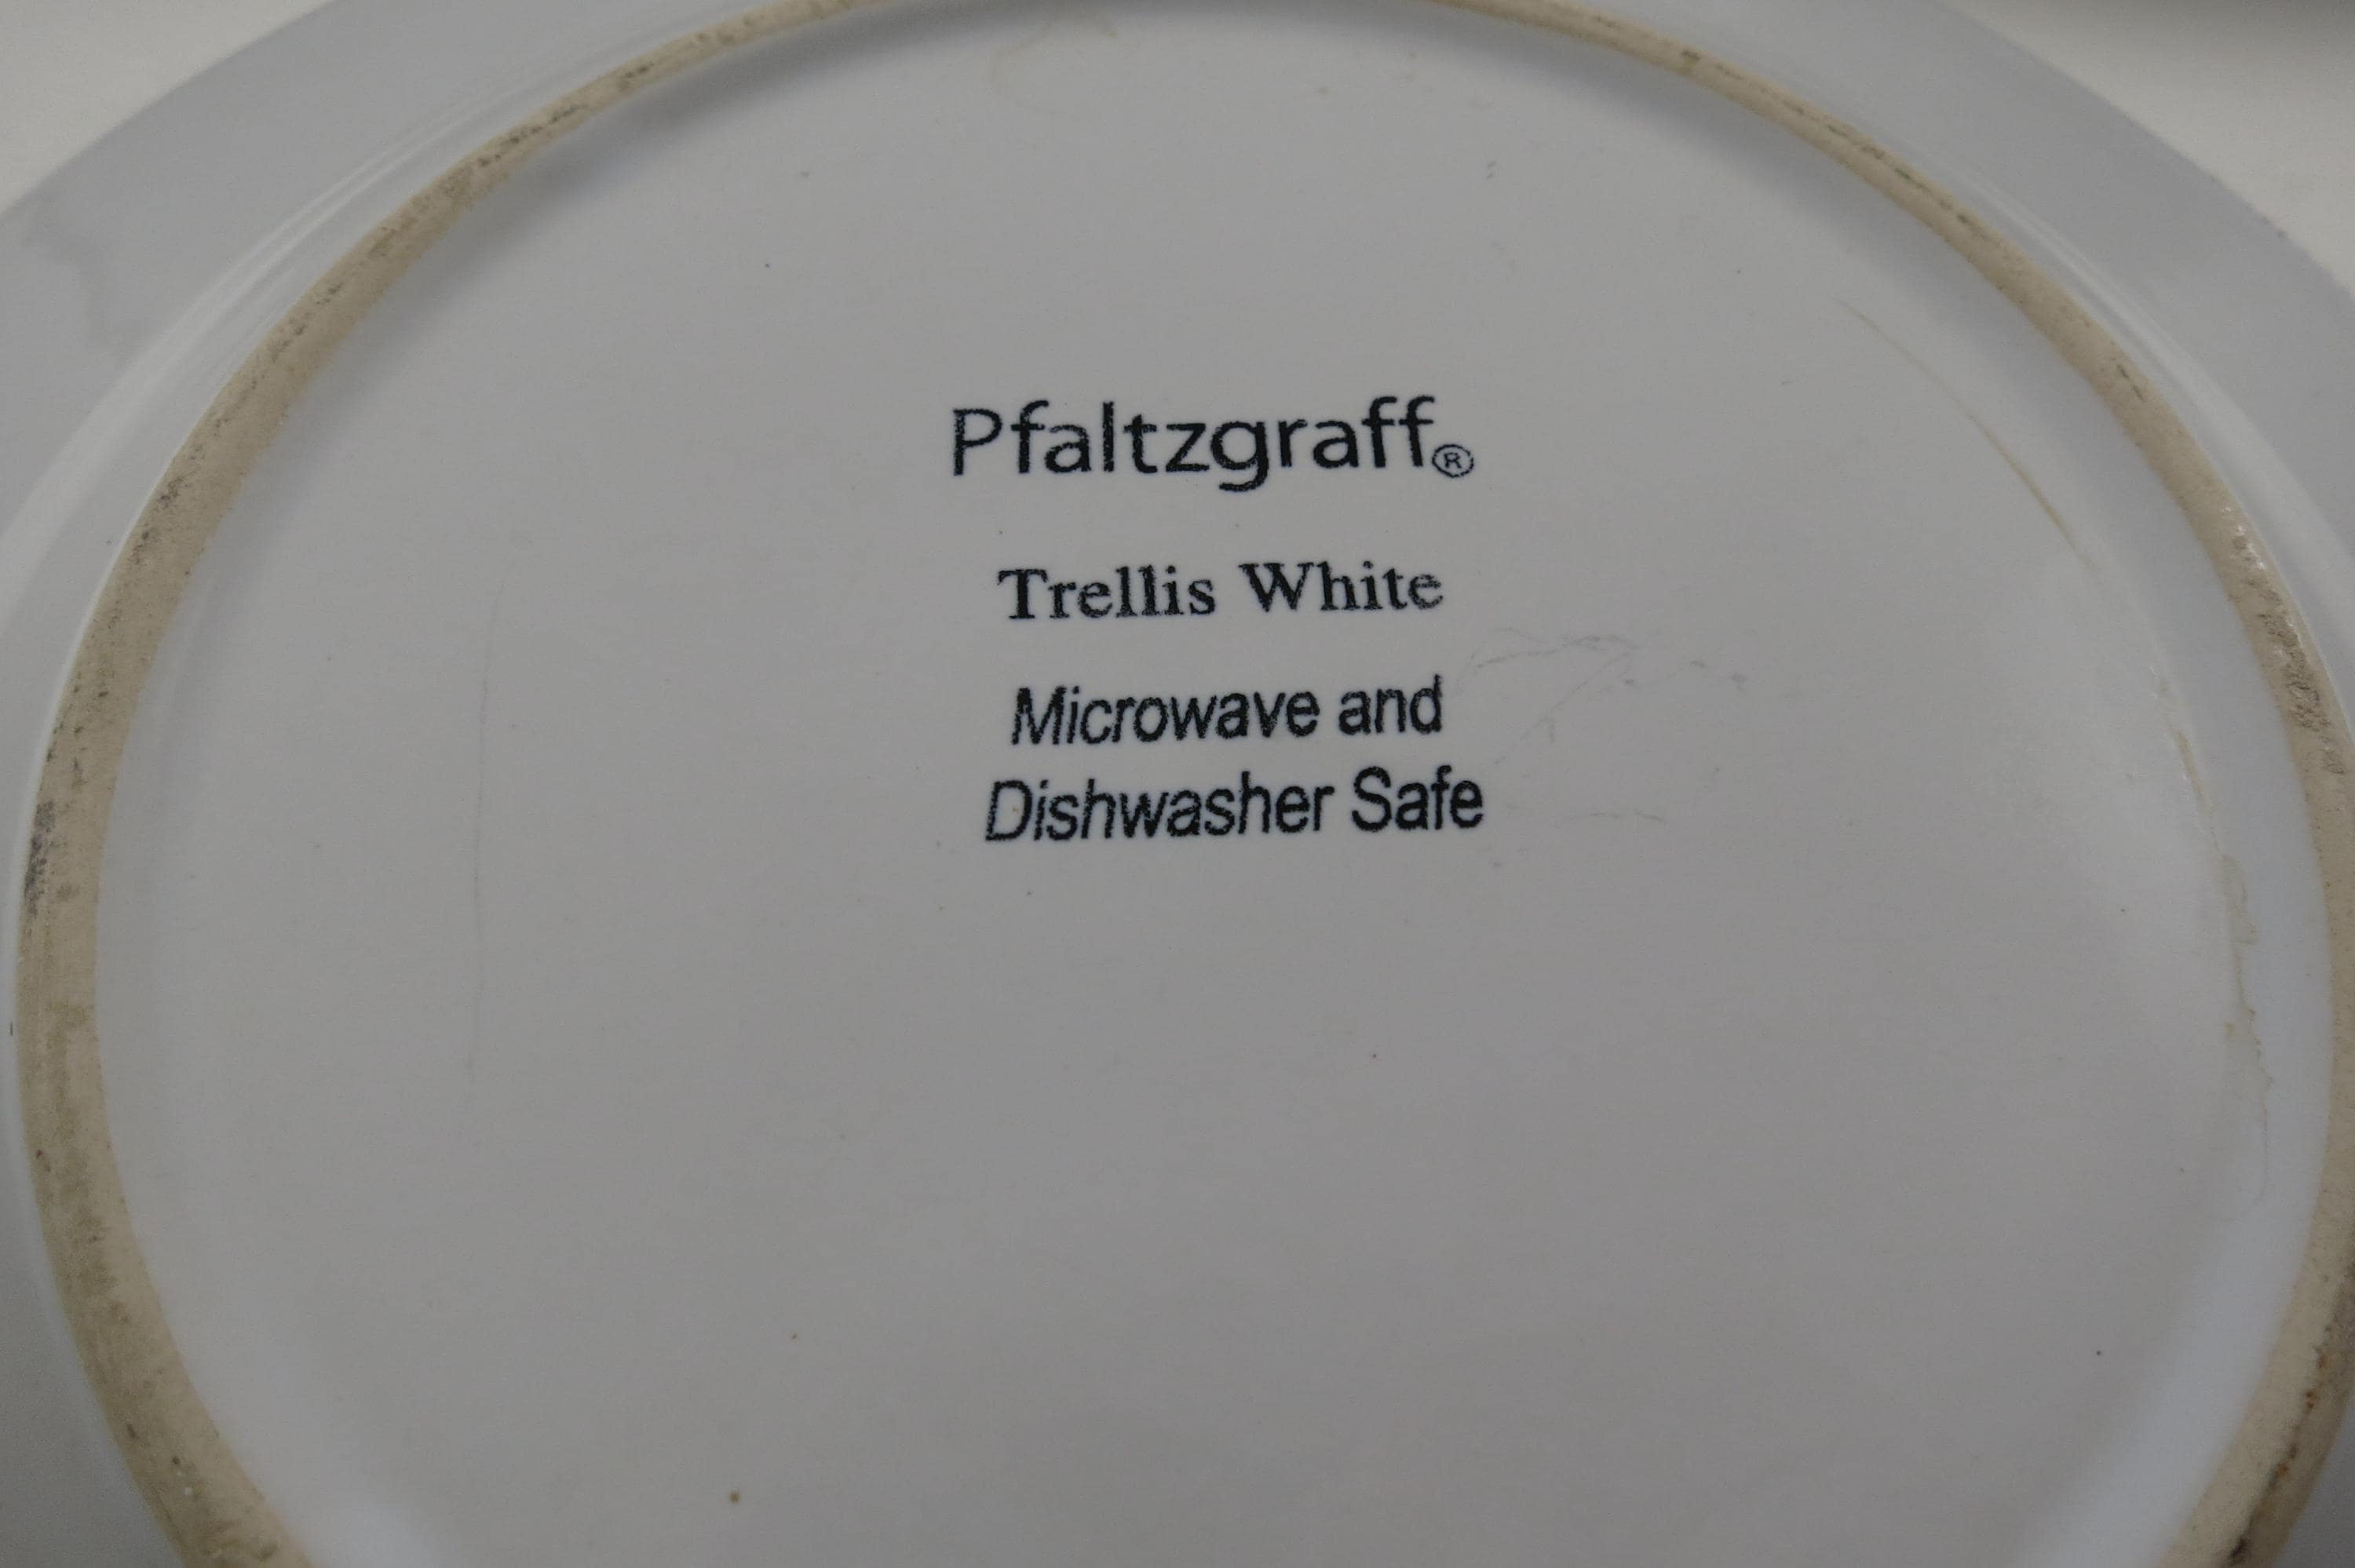 Pfaltzgraff®
Trellis White
Microwave and
Dishwasher Safe